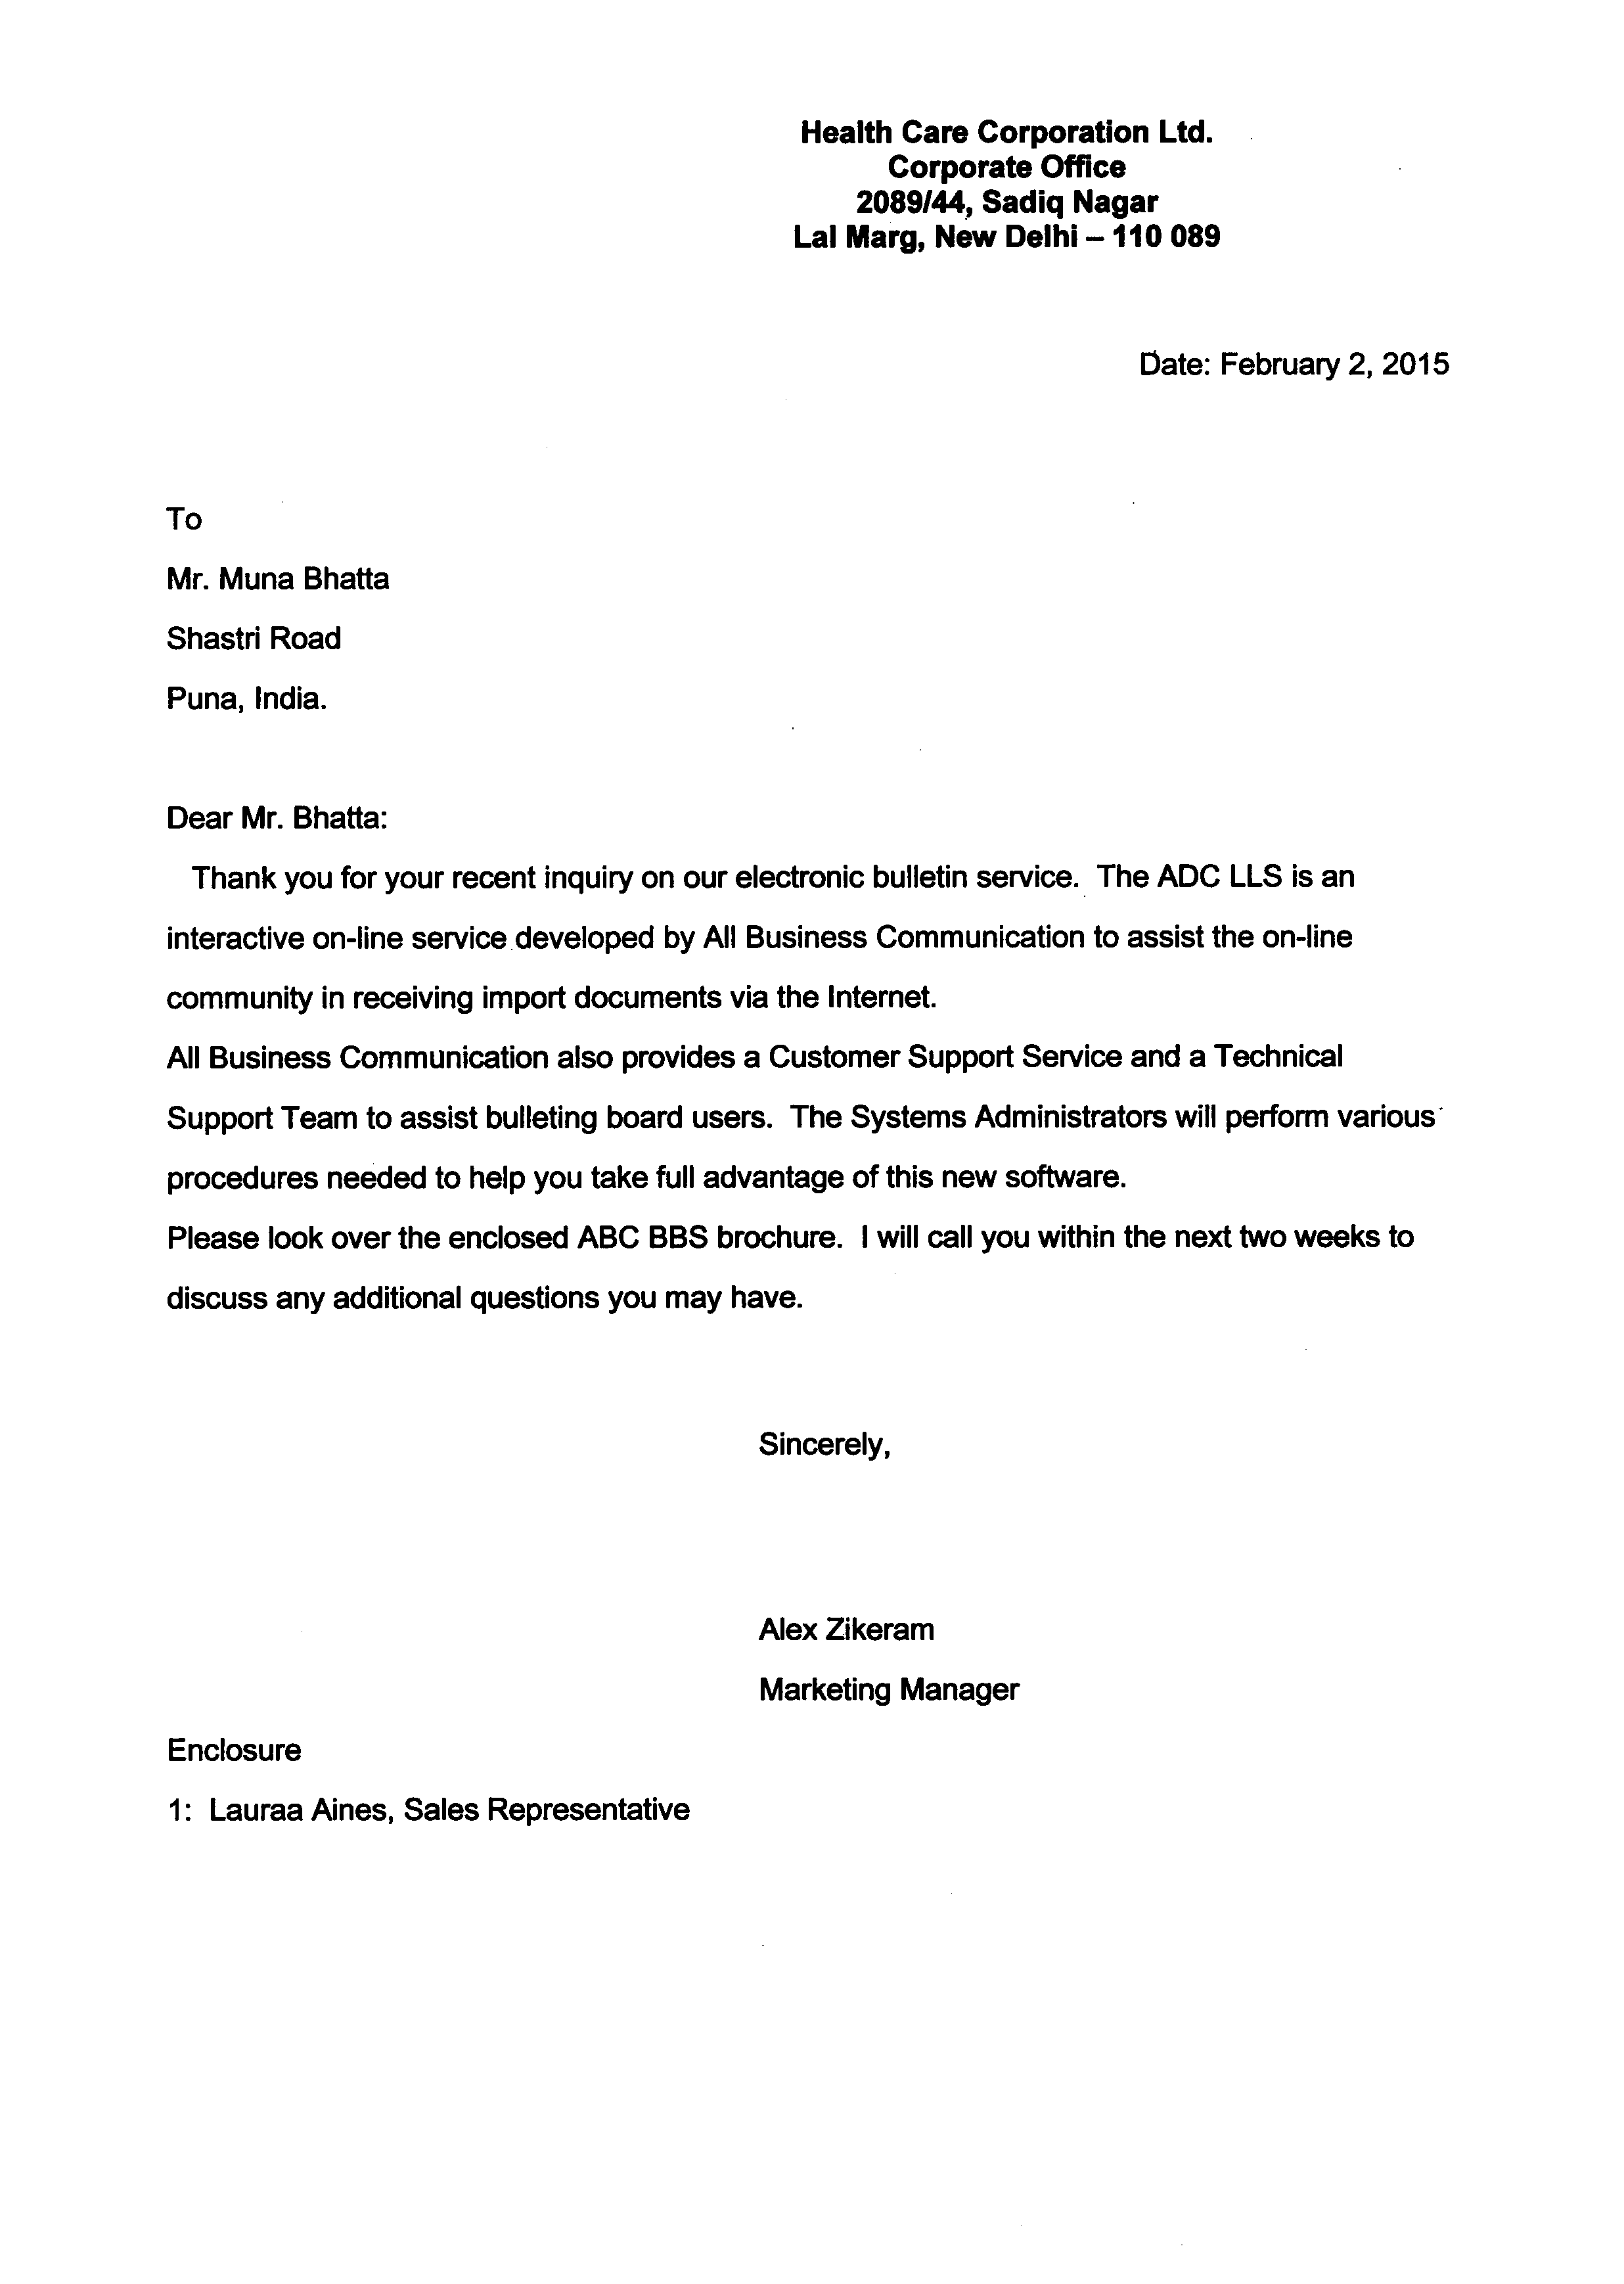 Health Care Corporation Ltd.
Corporate Office
2089/44, Sadiq Nagar
Lal Marg, New Delhi – 110 089
Date: February 2, 2015
To
Mr. Muna Bhatta
Shastri Road
Puna, India.
Dear Mr. Bhatta:
Thank you for your recent inquiry on our electronic bulletin service. The ADC LLS is an
interactive on-line service developed by All Business Communication to assist the on-line
community in receiving import documents via the Internet.
All Business Communication also provides a Customer Support Service and a Technical
Support Team to assist bulleting board users. The Systems Administrators will perform various
procedures needed to help you take full advantage of this new software.
Please look over the enclosed ABC BBS brochure. I will call you within the next two weeks to
discuss any additional questions you may have.
Sincerely,
Alex Zikeram
Marketing Manager
Enclosure
1: Lauraa Aines, Sales Representative